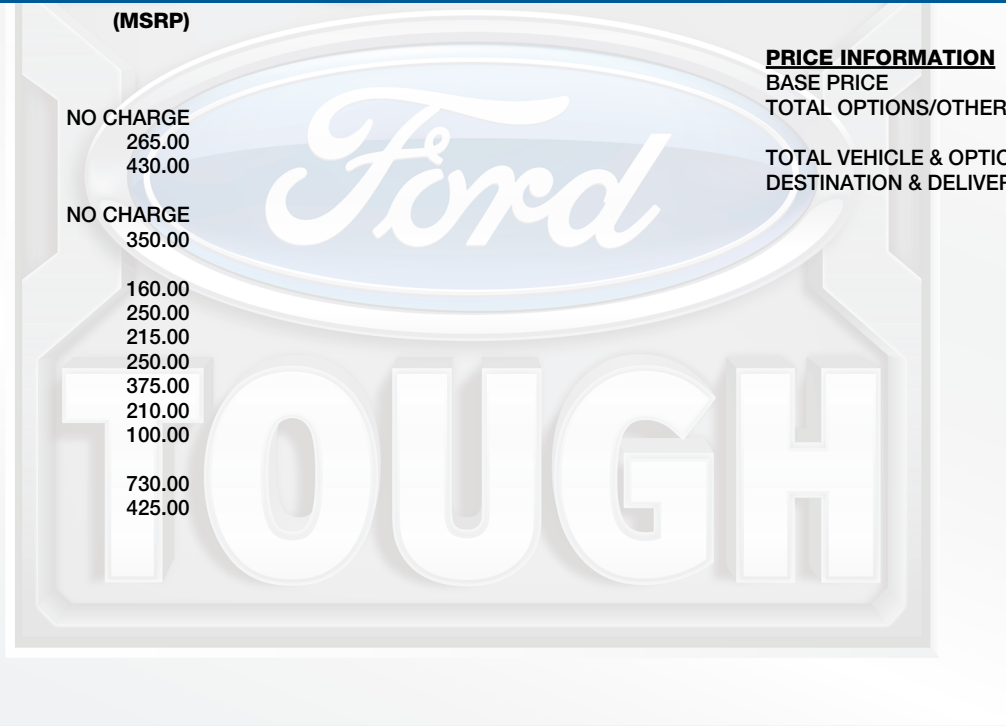 (MSRP)
NO CHARGE
265.00
430.00
NO CHARGE
350.00
160.00
250.00
215.00
250.00
375.00
210.00
100.00
730.00
425.00
PRICE INFORMATION
BASE PRICE
TOTAL OPTIONS/OTHER
TOTAL VEHICLE &
DESTINATION &
Ford
TOUGH